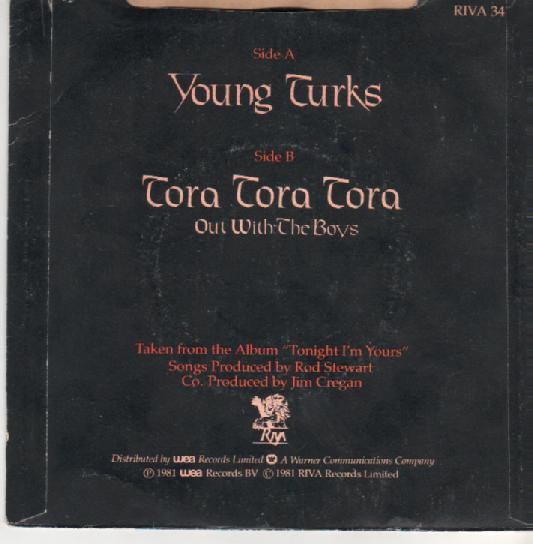 RIVA 34
Side A
Young Turks
Side B
Tora Tora Tora
Out With The Boys
Taken from the Album "Tonight I'm Yours"
Songs Produced by Rod Stewart
Co. Produced by Jim Cregan
Riva
Distributed by wea Records Limited W A Warner Communications Company
℗ 1981 wea Records BV © 1981 RIVA Records Limited